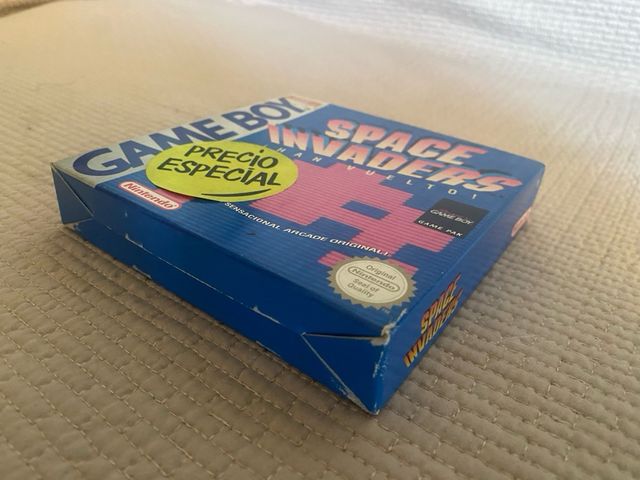 GAME BOY
PRECIO
ESPECIAL
Nintendo
SPACE
INVADERS
HAN VUELTO!
GAME BOY
GAME PAK
SENSACIONAL ARCADE ORIGINAL!
Original
Nintendo
Seal of
Quality
SPACE
INVADERS